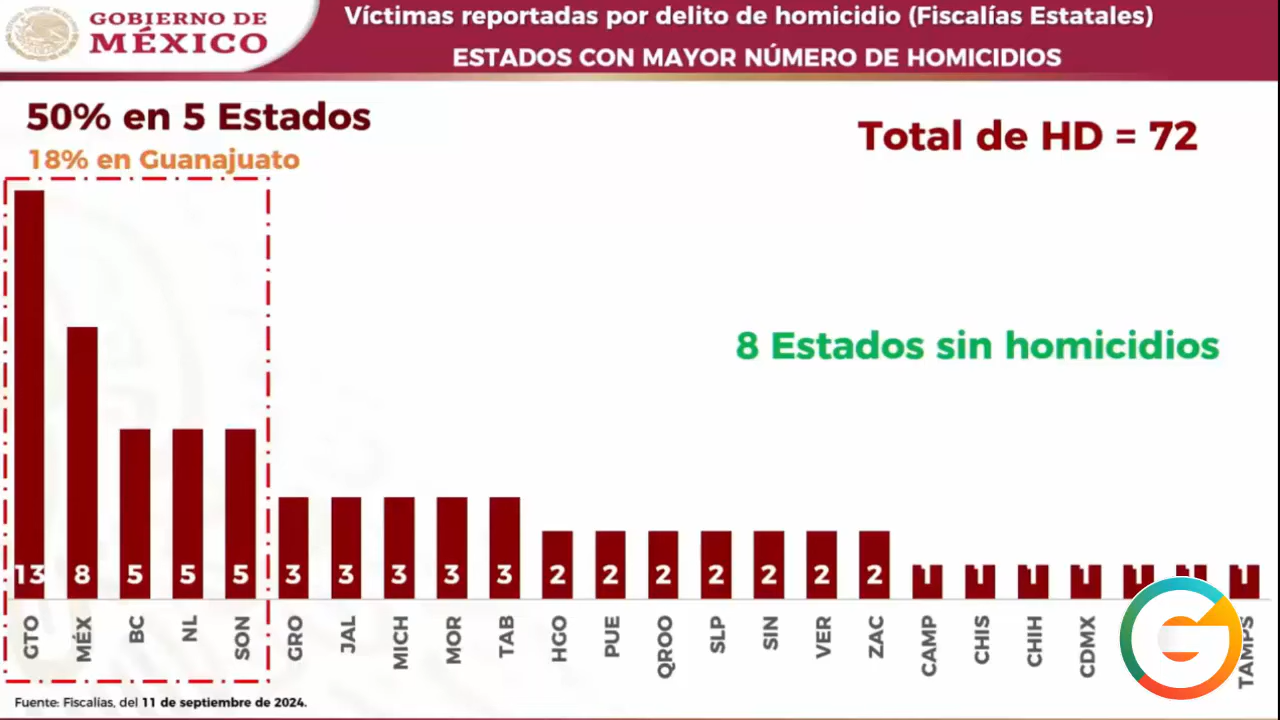 GOBIERNO DE
MÉXICO
Víctimas reportadas por delito de homicidio (Fiscalías Estatales)
ESTADOS CON MAYOR NÚMERO DE HOMICIDIOS
50% en 5 Estados
18% en Guanajuato
Total de HD = 72
8 Estados sin homicidios
13 8 5 5 5 3 3 3 3 3 2 2 2 2 2 2 2 1 1 1 1 1 1 1
GTO MÉX BC NL SON GRO JAL MICH MOR TAB HGO PUE QROO SLP SIN VER ZAC CAMP CHIS CHIH CDMX TAMPS
Fuente: Fiscalías, del 11 de septiembre de 2024.
G